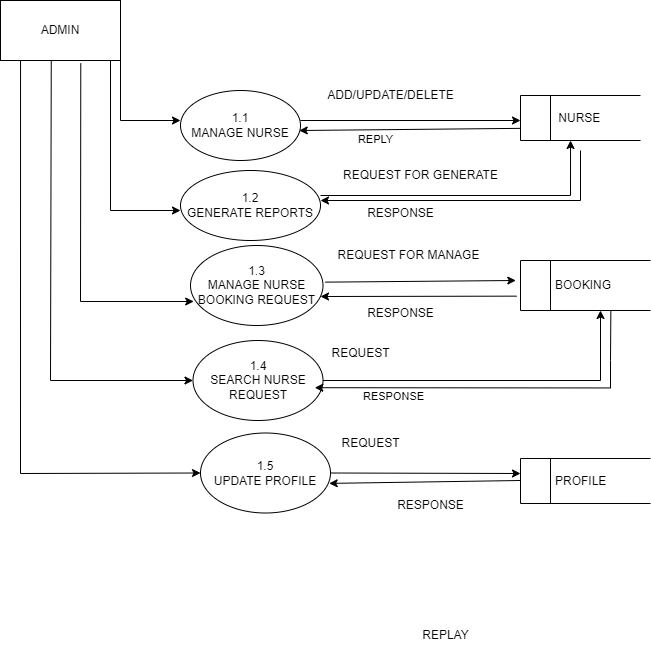 ADMIN
ADD/UPDATE/DELETE
1.1
MANAGE NURSE
NURSE
REPLY
REQUEST FOR GENERATE
1.2
GENERATE REPORTS
RESPONSE
REQUEST FOR MANAGE
1.3
MANAGE NURSE
BOOKING REQUEST
BOOKING
RESPONSE
REQUEST
1.4
SEARCH NURSE
REQUEST
RESPONSE
REQUEST
1.5
UPDATE PROFILE
PROFILE
RESPONSE
REPLAY